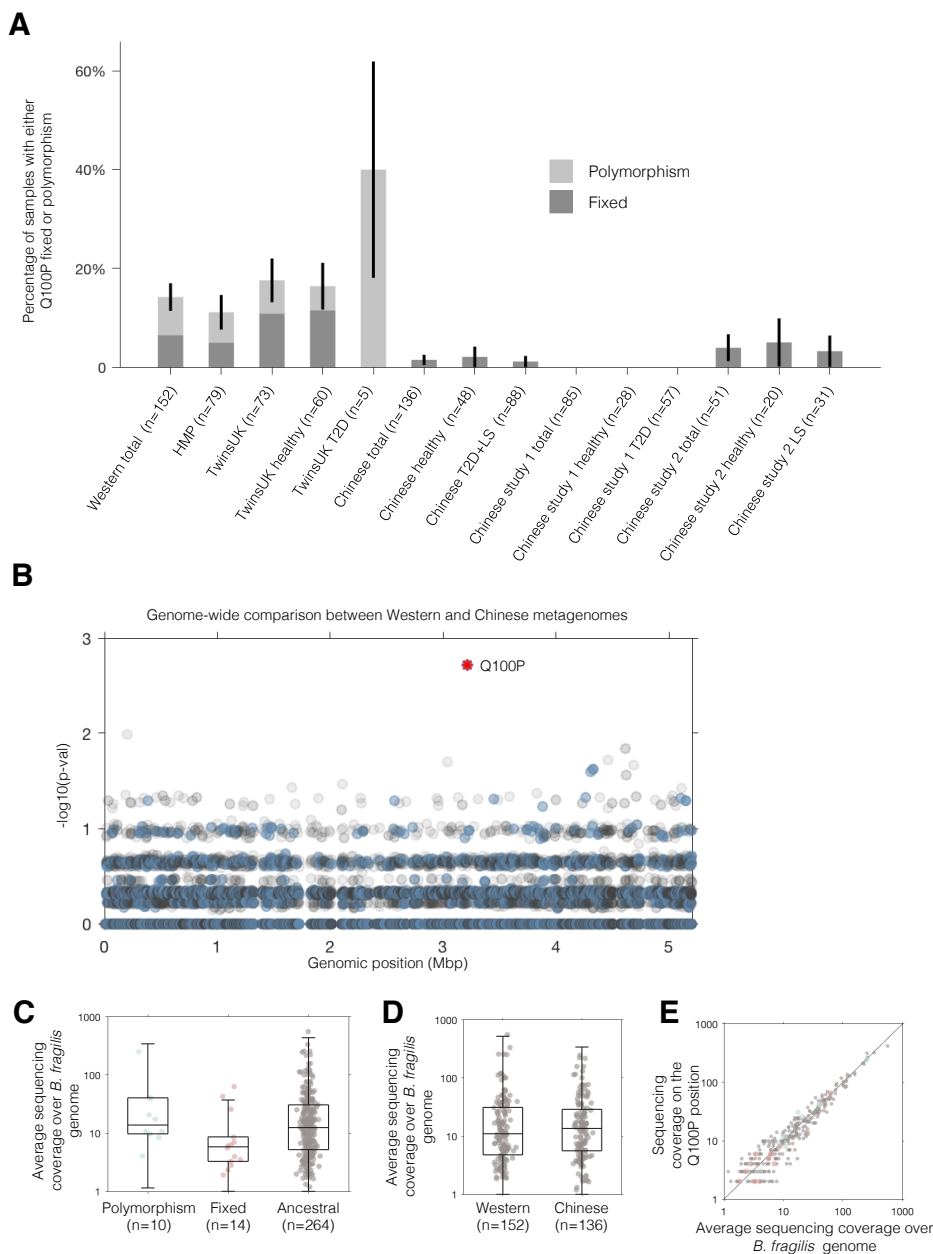 A
Percentage of samples with either
Q100P fixed or polymorphism
60%
40%
20%
0
Polymorphism
Fixed
Western total (n=152)
HMP (n=79)
TwinsUK (n=73)
TwinsUK healthy (n=60)
TwinsUK T2D (n=5)
Chinese total (n=136)
Chinese healthy (n=48)
Chinese T2D+LS (n=88)
Chinese study 1 total (n=85)
Chinese study 1 healthy (n=28)
Chinese study 1 T2D (n=57)
Chinese study 2 total (n=51)
Chinese study 2 healthy (n=20)
Chinese study 2 LS (n=31)
B
Genome-wide comparison between Western and Chinese metagenomes
-log10(p-val)
3
2
1
0
Q100P
0 1 2 3 4 5
Genomic position (Mbp)
C
Average sequencing
coverage over B. fragilis
genome
1000
100
10
1
Polymorphism (n=10)
Fixed (n=14)
Ancestral (n=264)
D
Average sequencing
coverage over B. fragilis
genome
1000
100
10
1
Western (n=152)
Chinese (n=136)
E
Sequencing
coverage on the
Q100P position
1000
100
10
1
1 10 100 1000
Average sequencing coverage over
B. fragilis genome